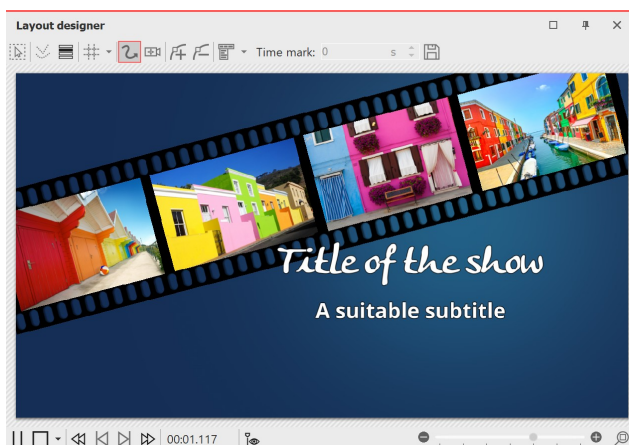 Layout designer
Time mark: 0 s
Title of the show
A suitable subtitle
00:01.117